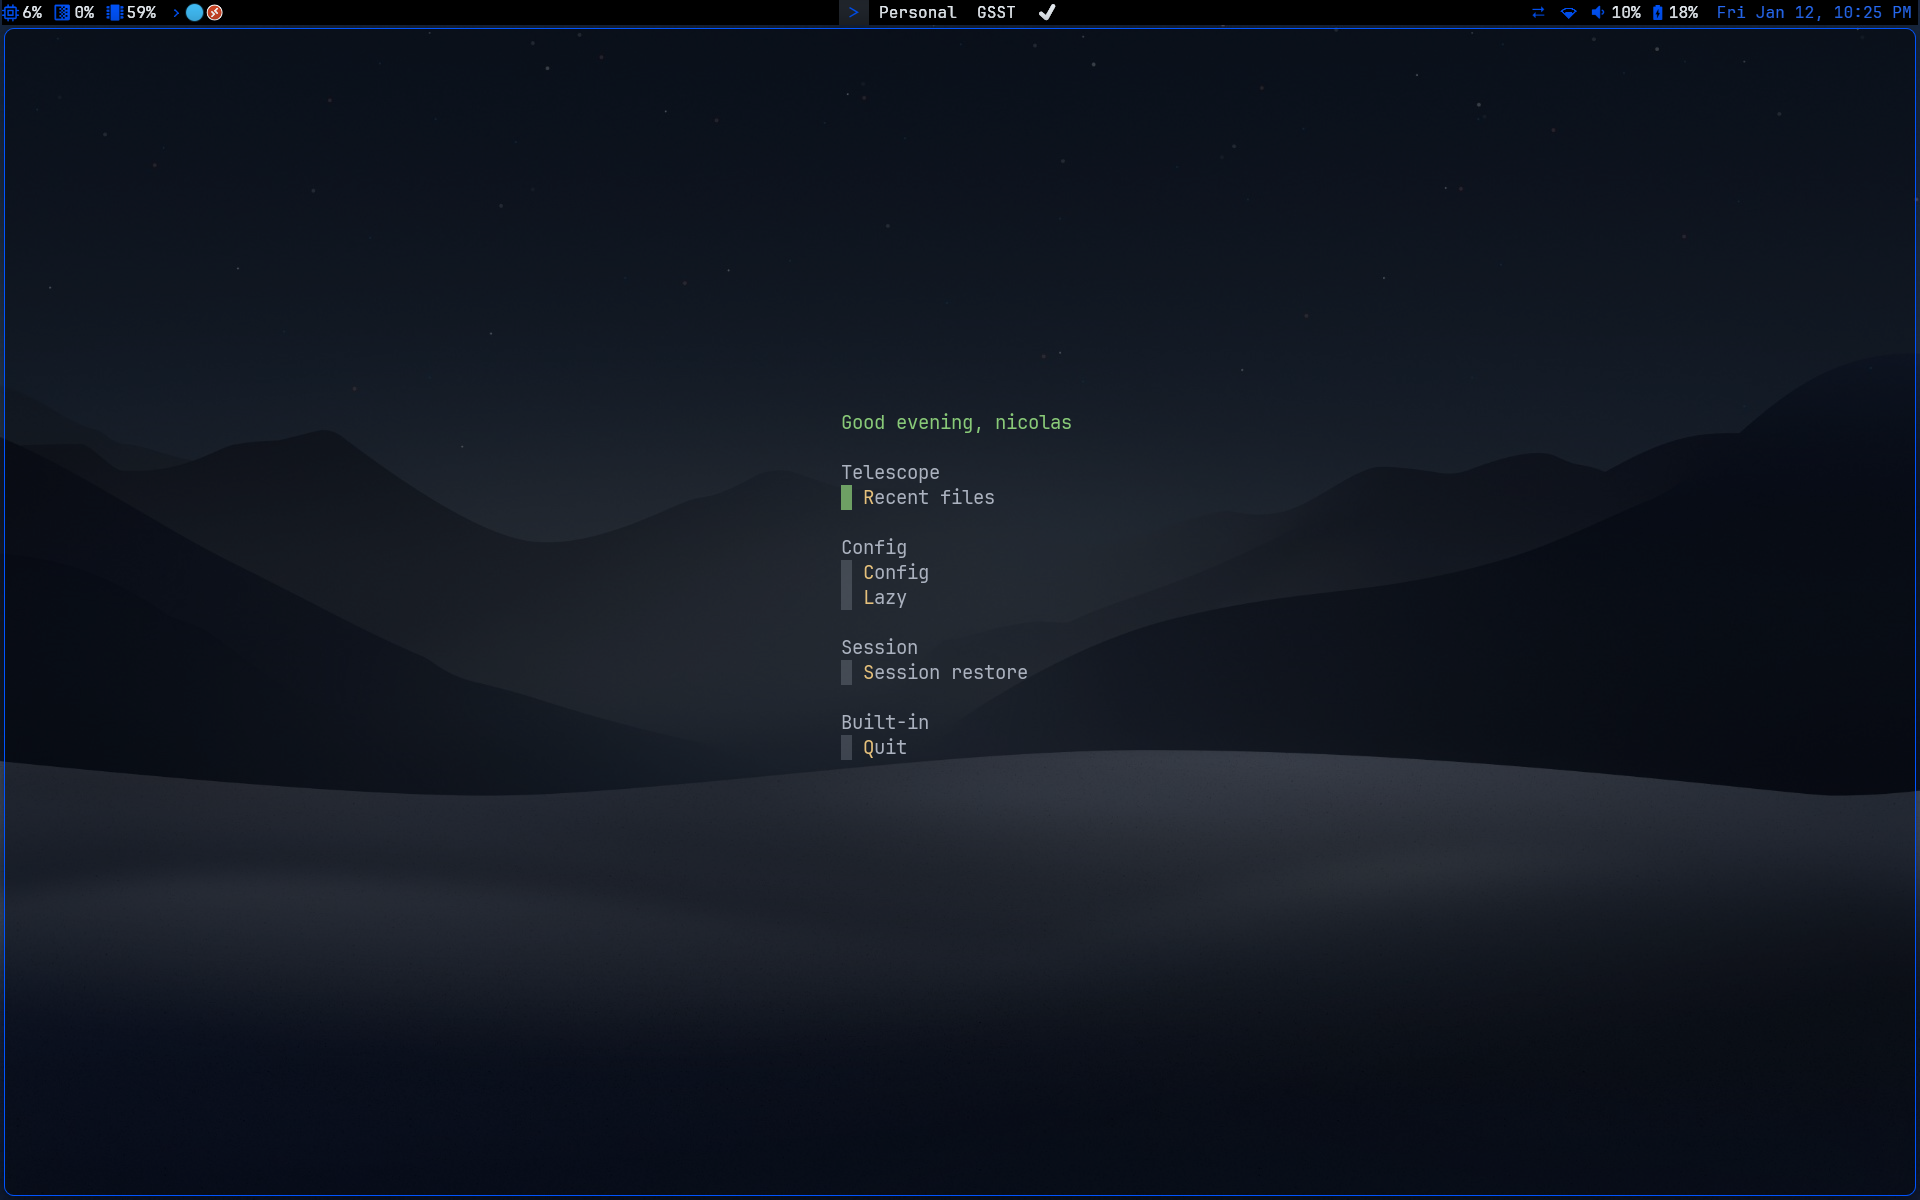 6% 0% 59% > > Personal GSST 10% 18% Fri Jan 12, 10:25 PM
Good evening, nicolas
Telescope
Recent files
Config
Config
Lazy
Session
Session restore
Built-in
Quit